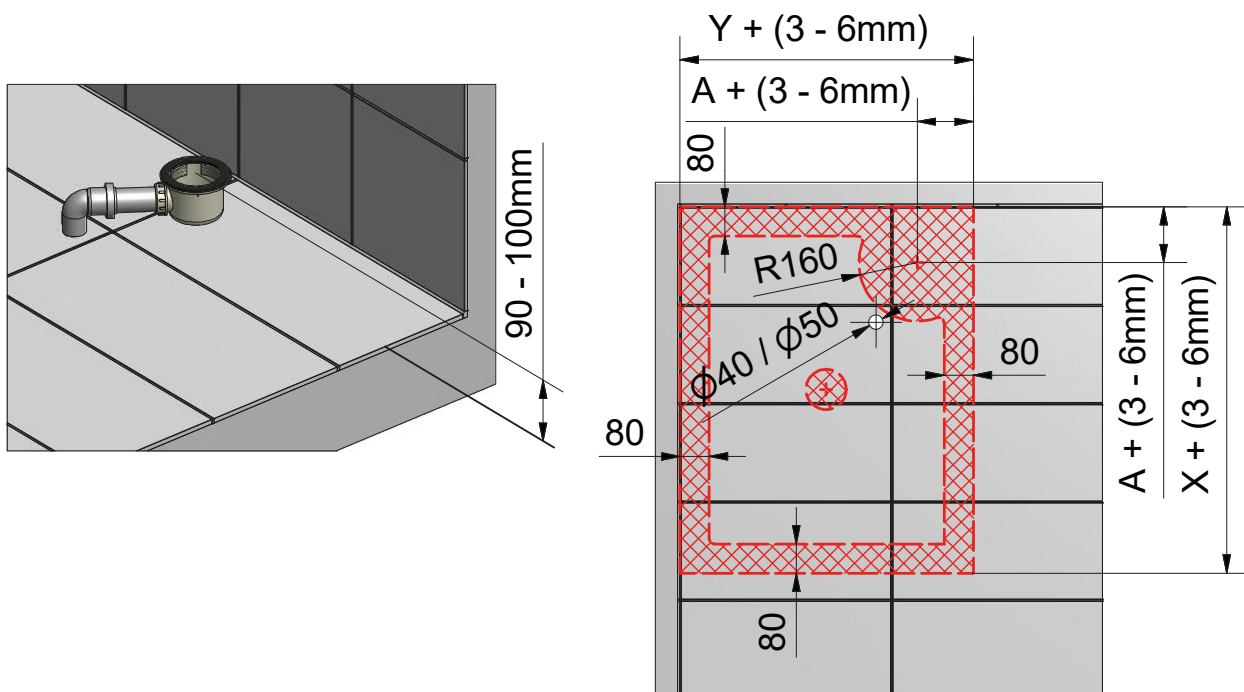 90 - 100mm
Y + (3 - 6mm)
A + (3 - 6mm)
80
R160
ϕ40 / ϕ50
80
80
80
A + (3 - 6mm)
X + (3 - 6mm)